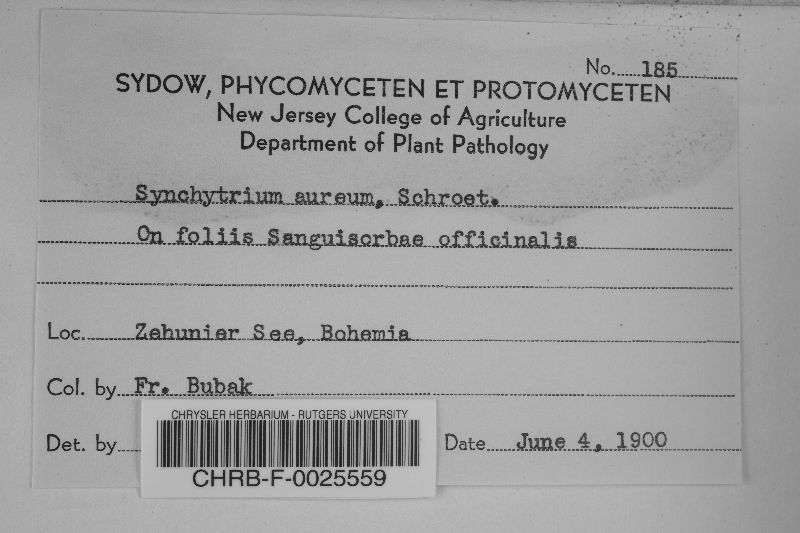 No. 185
SYDOW, PHYCOMYCETEN ET PROTOMYCETEN
New Jersey College of Agriculture
Department of Plant Pathology
Synchytrium aureum, Schroet.
On foliis Sanguisorbae officinalis
Loc. Zehunier See, Bohemia
Col. by Fr. Bubak
Det. by
Date June 4, 1900
CHRYSLER HERBARIUM - RUTGERS UNIVERSITY
CHRB-F-0025559